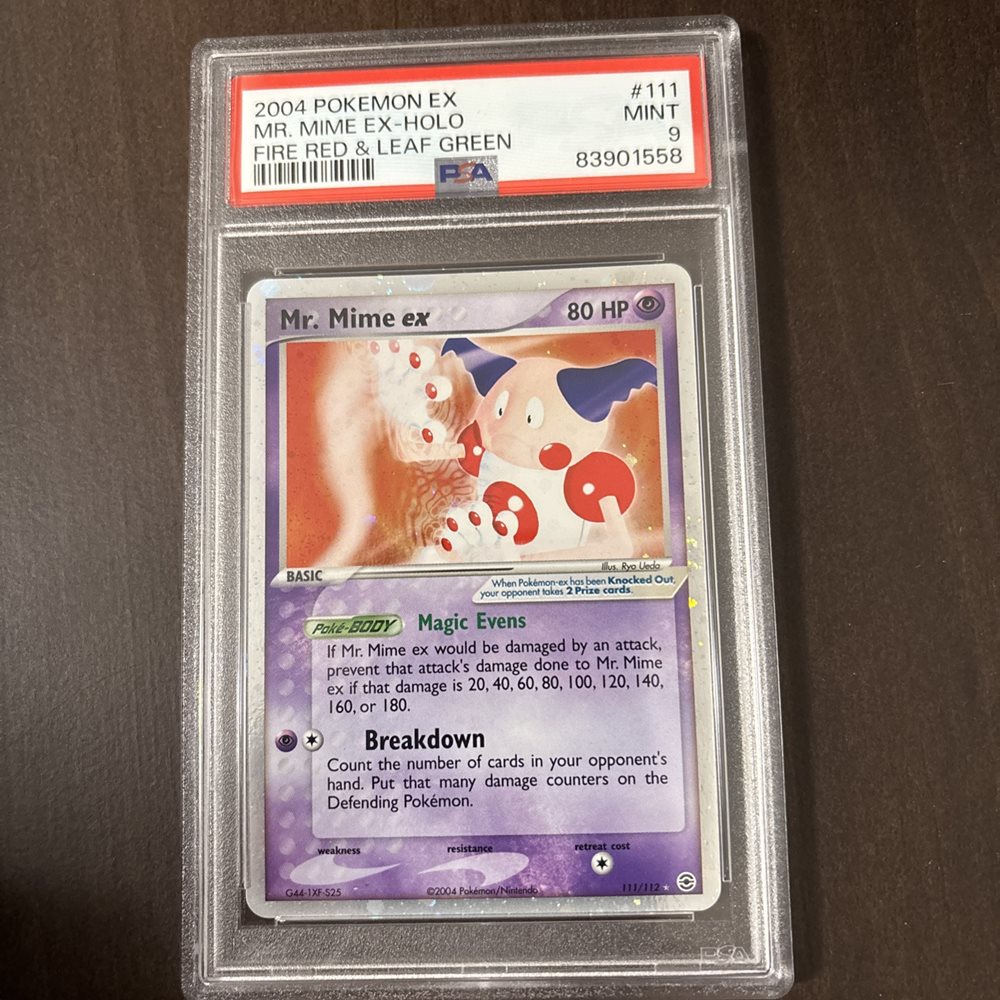 2004 POKEMON EX #111
MR. MIME EX-HOLO MINT
FIRE RED & LEAF GREEN 9
PSA 83901558
Mr. Mime ex 80 HP
Illus. Ryo Ueda
BASIC
When Pokémon-ex has been Knocked Out,
your opponent takes 2 Prize cards.
Poké-BODY Magic Evens
If Mr. Mime ex would be damaged by an attack,
prevent that attack's damage done to Mr. Mime
ex if that damage is 20, 40, 60, 80, 100, 120, 140,
160, or 180.
Breakdown
Count the number of cards in your opponent's
hand. Put that many damage counters on the
Defending Pokémon.
weakness resistance retreat cost
G44-1XF-S25 ©2004 Pokémon/Nintendo 111/112
PSA